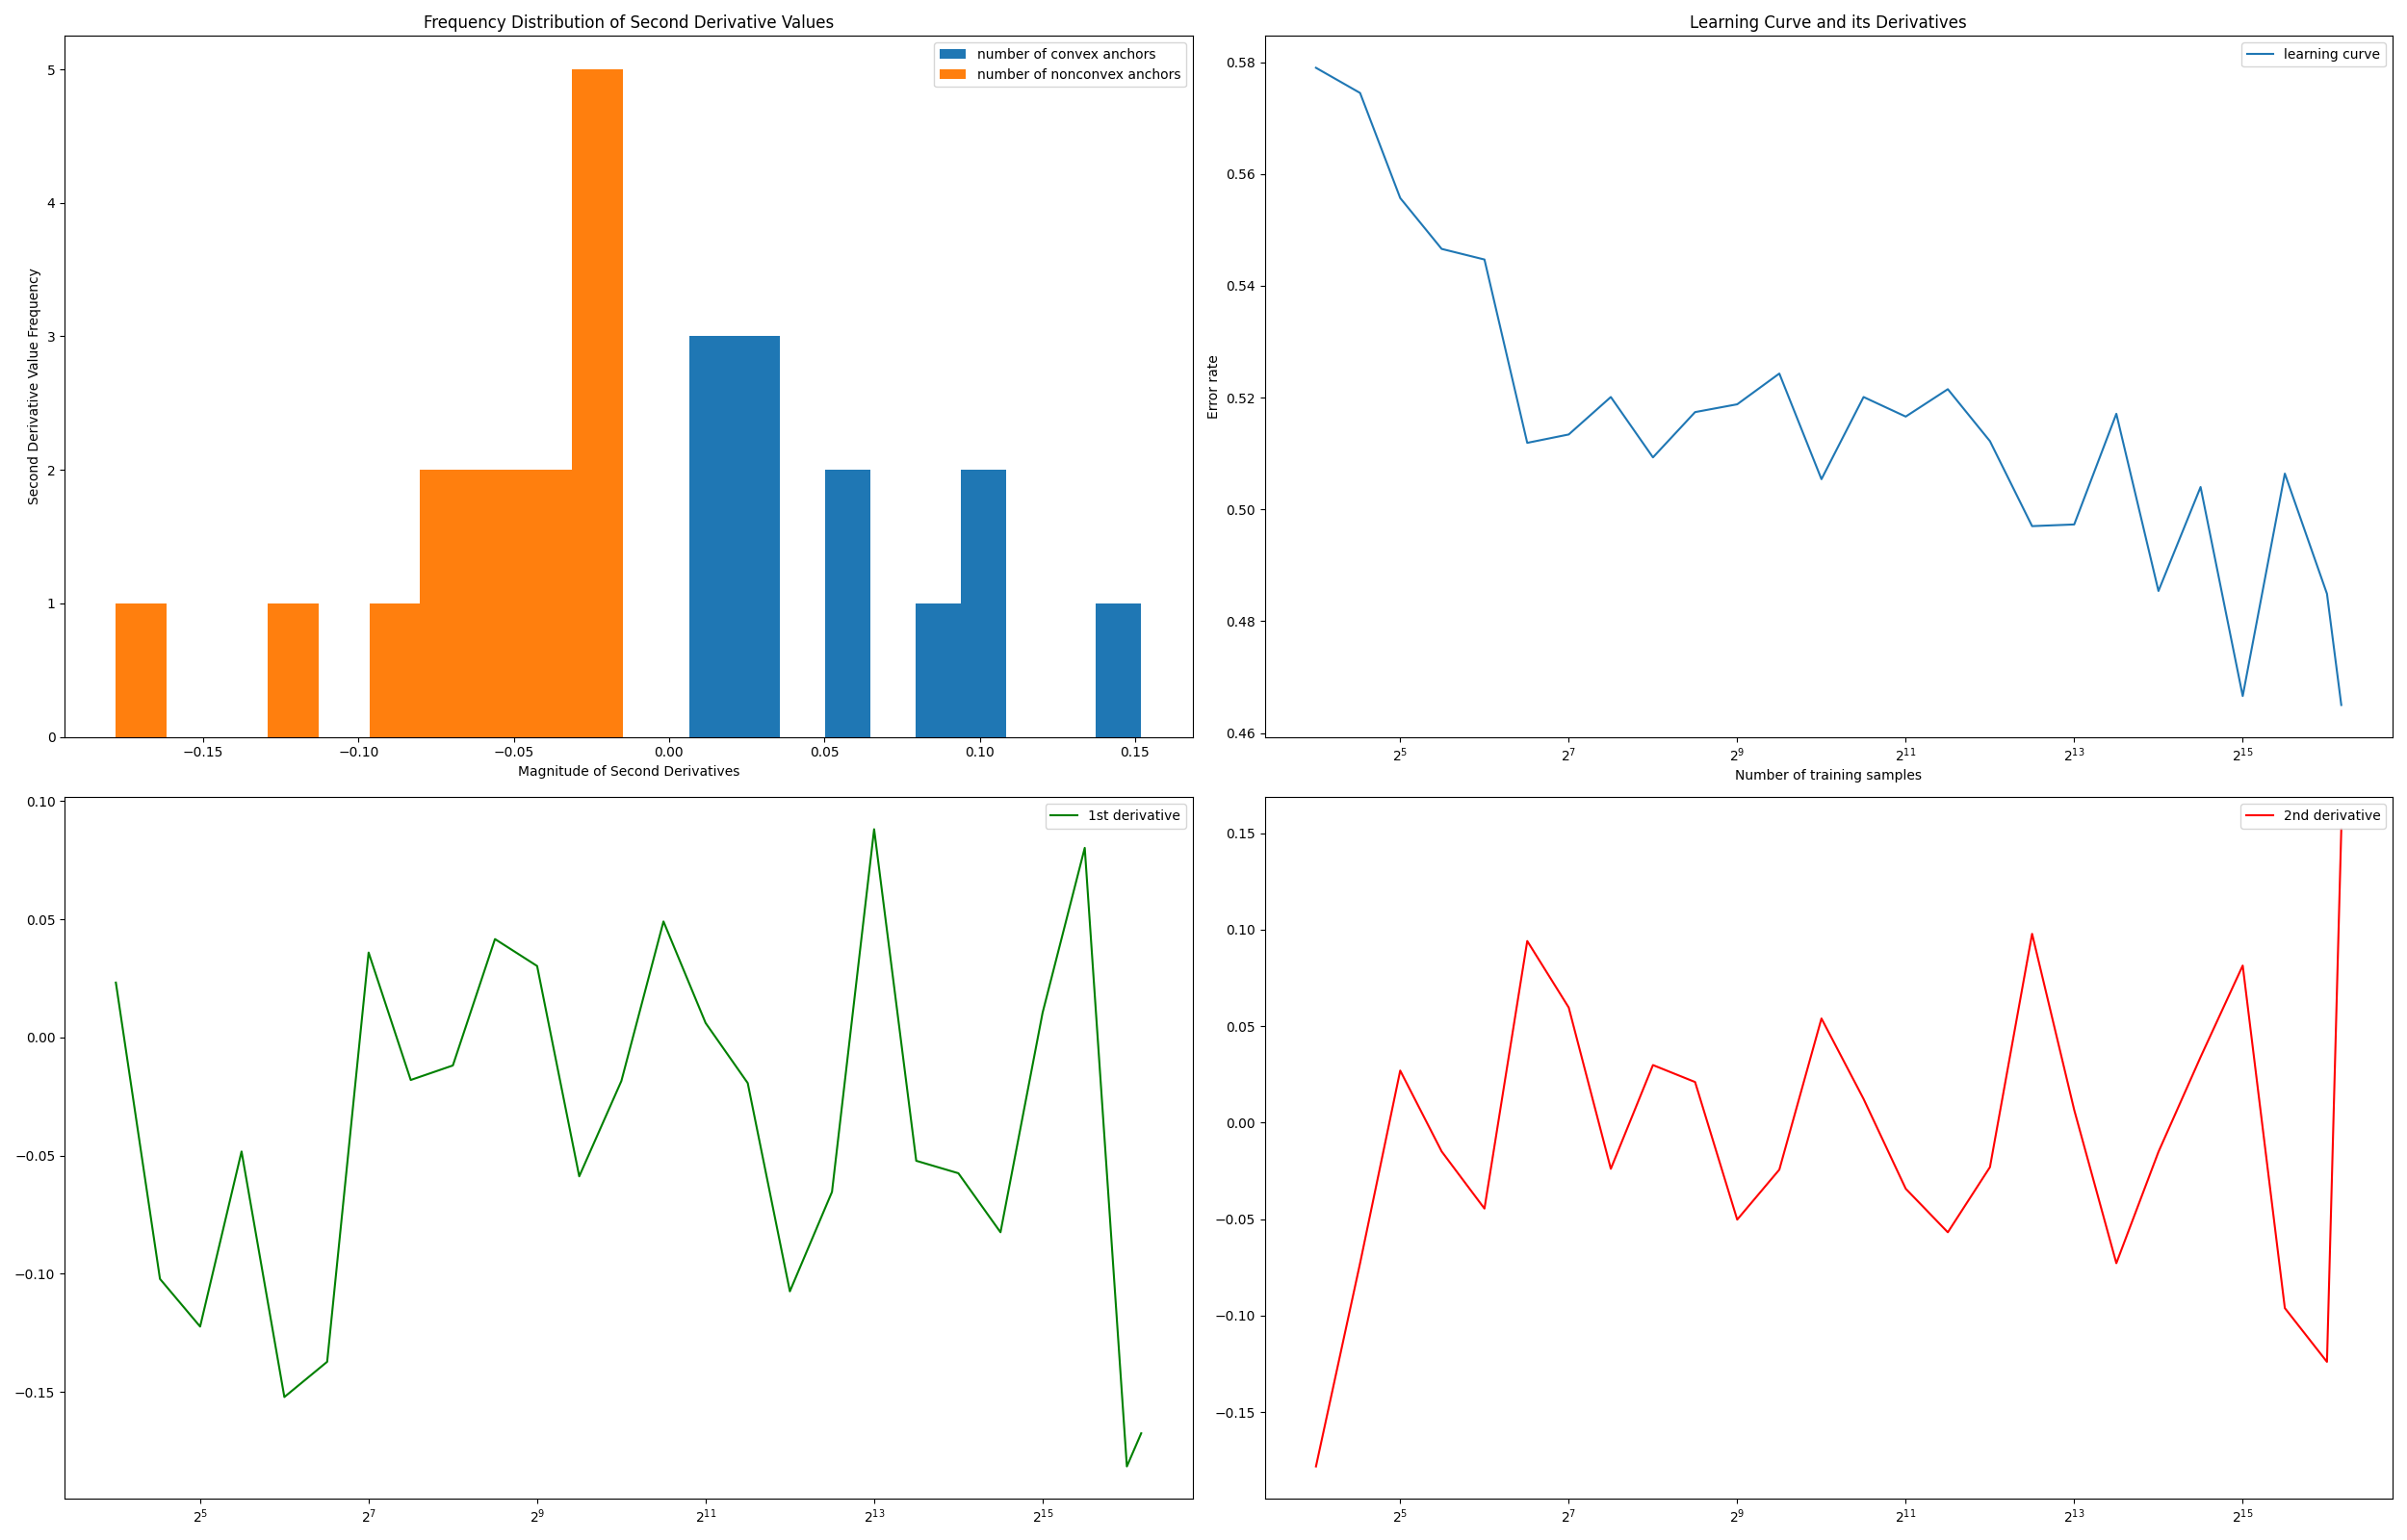 Frequency Distribution of Second Derivative Values
number of convex anchors
number of nonconvex anchors
Second Derivative Value Frequency
5
4
3
2
1
0
−0.15 −0.10 −0.05 0.00 0.05 0.10 0.15
Magnitude of Second Derivatives
Learning Curve and its Derivatives
learning curve
Error rate
0.58
0.56
0.54
0.52
0.50
0.48
0.46
2^5 2^7 2^9 2^11 2^13 2^15
Number of training samples
1st derivative
0.10
0.05
0.00
−0.05
−0.10
−0.15
2^5 2^7 2^9 2^11 2^13 2^15
2nd derivative
0.15
0.10
0.05
0.00
−0.05
−0.10
−0.15
2^5 2^7 2^9 2^11 2^13 2^15